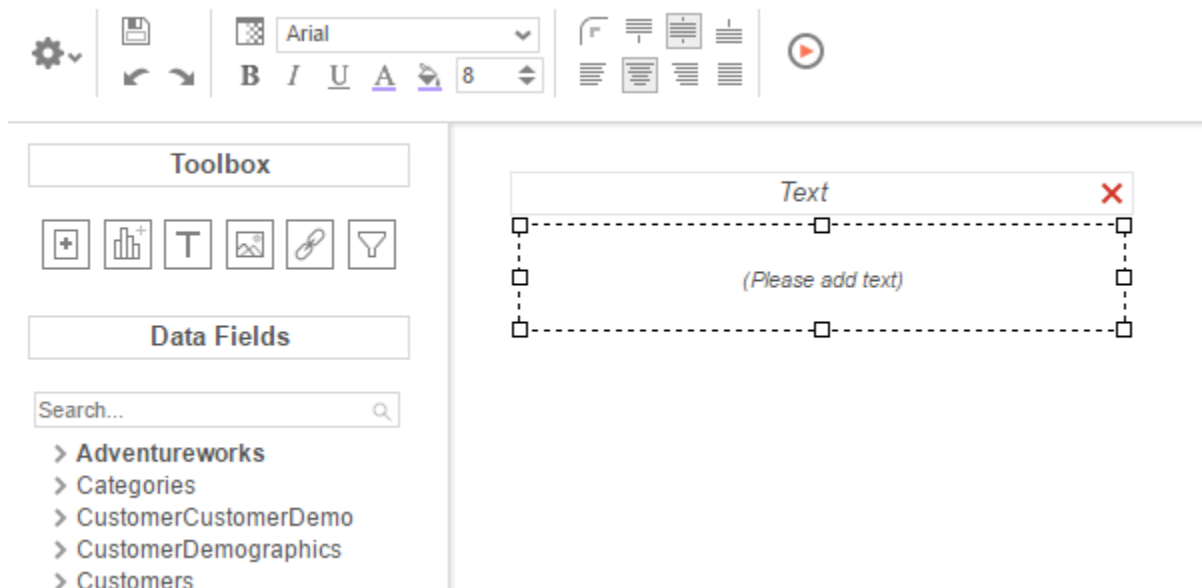 Arial
B I U A 8
Toolbox
T
Data Fields
Search...
Adventureworks
Categories
CustomerCustomerDemo
CustomerDemographics
Customers
Text
(Please add text)